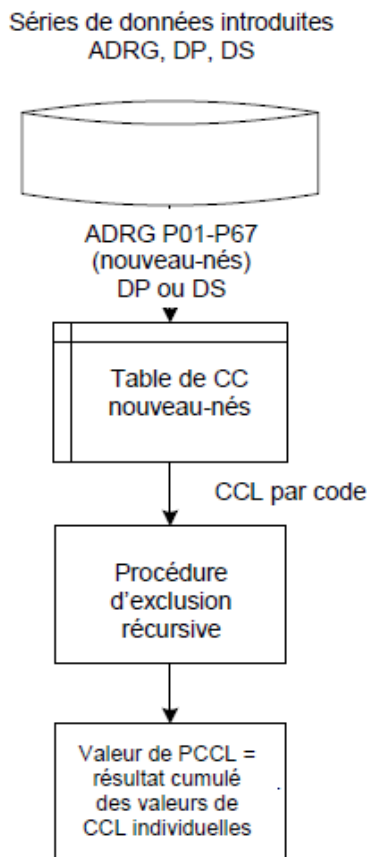 Séries de données introduites
ADRG, DP, DS
ADRG P01-P67
(nouveau-nés)
DP ou DS
Table de CC
nouveau-nés
CCL par code
Procédure
d'exclusion
récursive
Valeur de PCCL =
résultat cumulé
des valeurs de
CCL individuelles